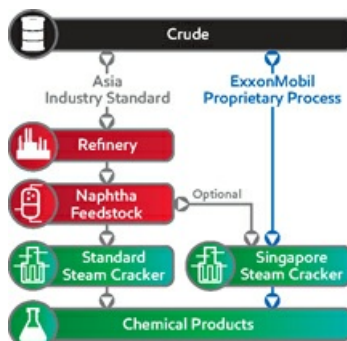 Crude
Asia
Industry Standard
ExxonMobil
Proprietary Process
Refinery
Naphtha
Feedstock
Optional
Standard
Steam Cracker
Singapore
Steam Cracker
Chemical Products